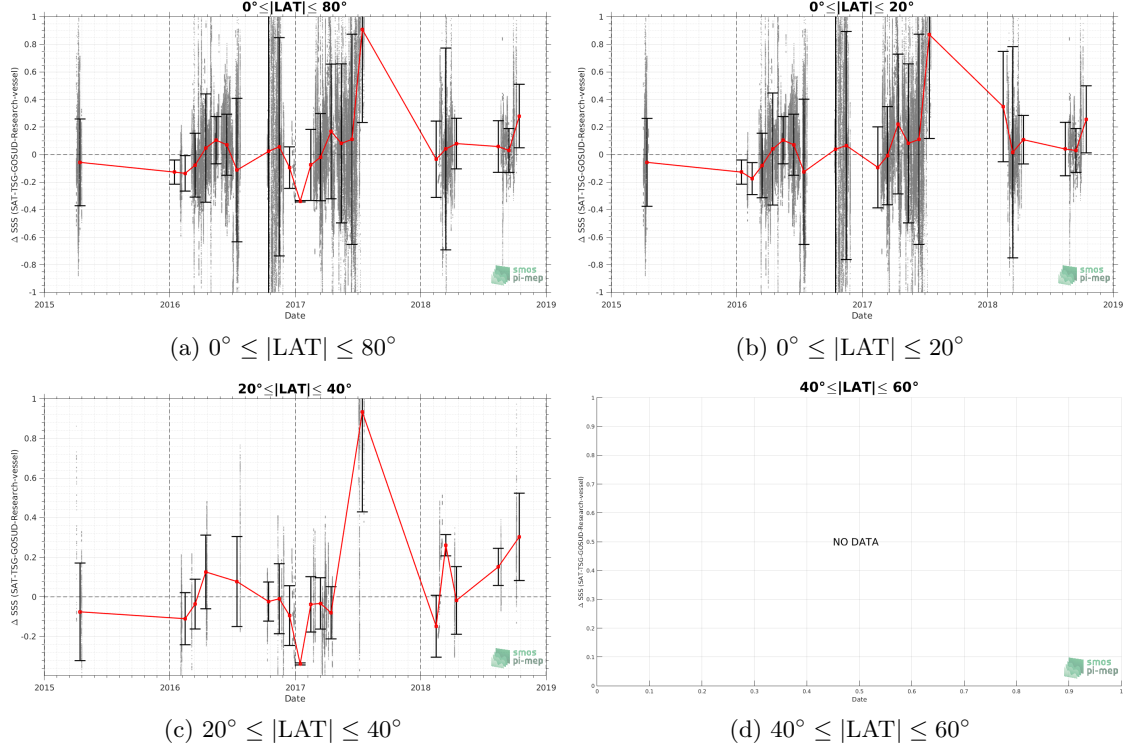 0°≤|LAT|≤ 80°
Δ SSS (SAT-TSG-GOSUD-Research-vessel)
1
0.8
0.6
0.4
0.2
0
-0.2
-0.4
-0.6
-0.8
-1
2015 2016 2017 2018 2019
Date
smos
pi-mep
(a) 0° ≤ |LAT| ≤ 80°
0°≤|LAT|≤ 20°
Δ SSS (SAT-TSG-GOSUD-Research-vessel)
1
0.8
0.6
0.4
0.2
0
-0.2
-0.4
-0.6
-0.8
-1
2015 2016 2017 2018 2019
Date
smos
pi-mep
(b) 0° ≤ |LAT| ≤ 20°
20°≤|LAT|≤ 40°
Δ SSS (SAT-TSG-GOSUD-Research-vessel)
1
0.8
0.6
0.4
0.2
0
-0.2
2015 2016 2017 2018 2019
Date
smos
pi-mep
(c) 20° ≤ |LAT| ≤ 40°
40°≤|LAT|≤ 60°
Δ SSS (SAT-TSG-GOSUD-Research-vessel)
1
0.9
0.8
0.7
0.6
0.5
0.4
0.3
0.2
0.1
0
NO DATA
0 0.1 0.2 0.3 0.4 0.5 0.6 0.7 0.8 0.9 1
Date
smos
pi-mep
(d) 40° ≤ |LAT| ≤ 60°